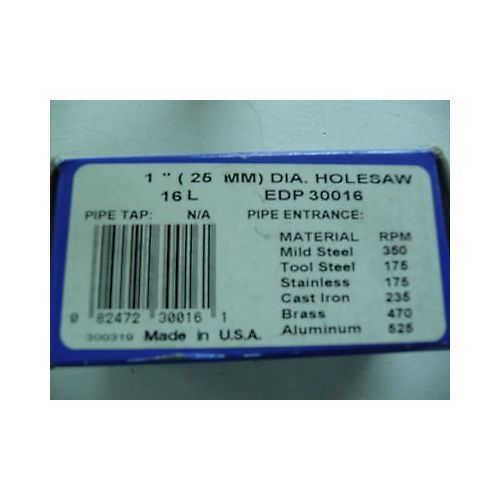 1 " ( 25 MM) DIA. HOLESAW
16 L EDP 30016
PIPE TAP: N/A PIPE ENTRANCE:
MATERIAL RPM
Mild Steel 350
Tool Steel 175
Stainless 175
Cast Iron 235
Brass 470
Aluminum 525
0 82472 30016 1
300319 Made in U.S.A.